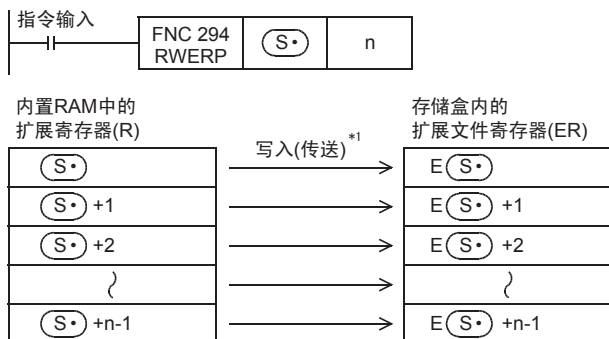 指令输入
FNC 294
RWERP
S•
n
内置RAM中的
扩展寄存器(R)
存储盒内的
扩展文件寄存器(ER)
写入(传送)*1
S•
E S•
S• +1
E S• +1
S• +2
E S• +2
S• +n-1
E S• +n-1